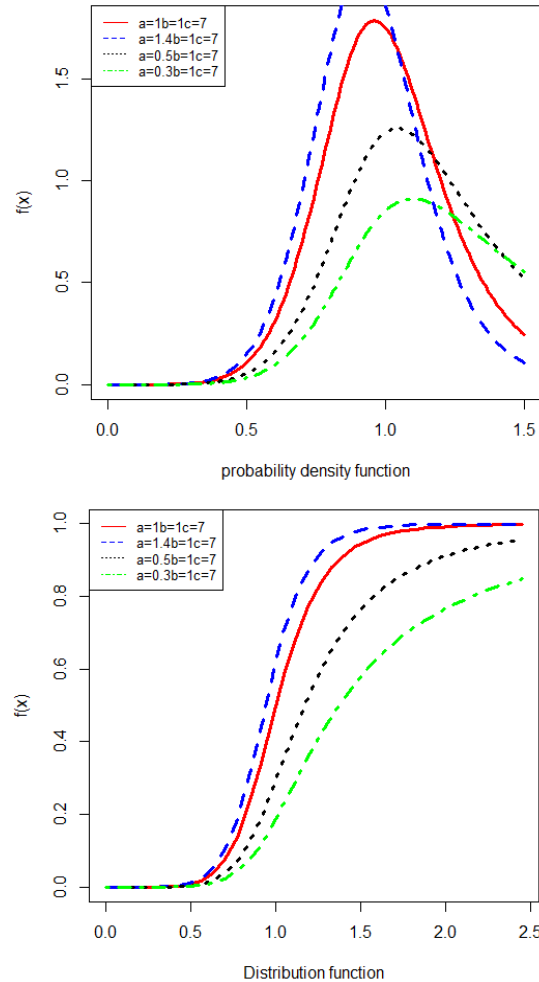 a=1b=1c=7
a=1.4b=1c=7
a=0.5b=1c=7
a=0.3b=1c=7
f(x)
0.0
0.5
1.0
1.5
0.0
0.5
1.0
1.5
probability density function
a=1b=1c=7
a=1.4b=1c=7
a=0.5b=1c=7
a=0.3b=1c=7
f(x)
0.0
0.2
0.4
0.6
0.8
1.0
0.0
0.5
1.0
1.5
2.0
2.5
Distribution function